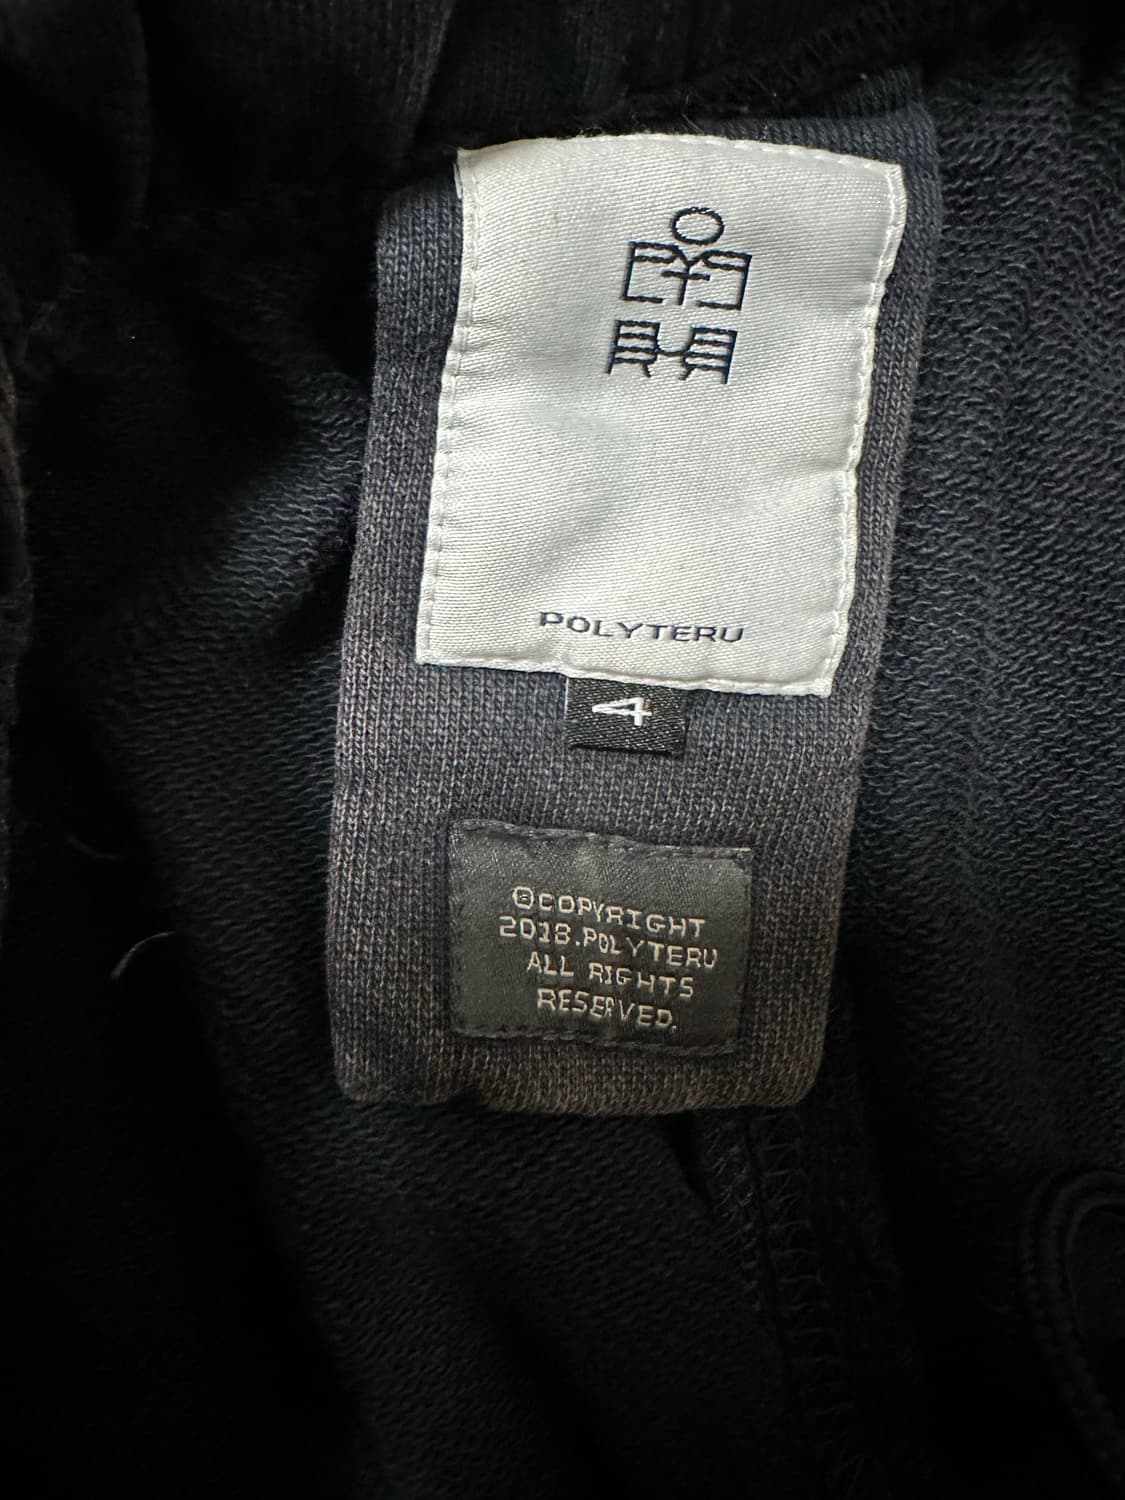 POLYTERU
4
©COPYRIGHT
2018.POLYTERU
ALL RIGHTS
RESERVED.